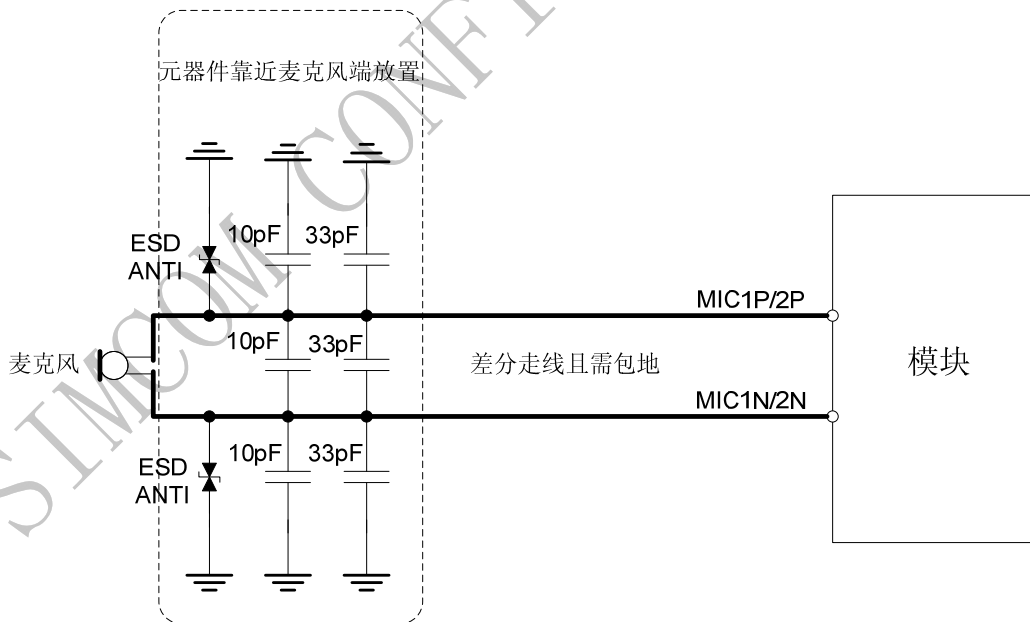 元器件靠近麦克风端放置
10pF
33pF
ESD
ANTI
MIC1P/2P
10pF
33pF
麦克风
差分走线且需包地
模块
MIC1N/2N
10pF
33pF
ESD
ANTI
SIMCOM CONF